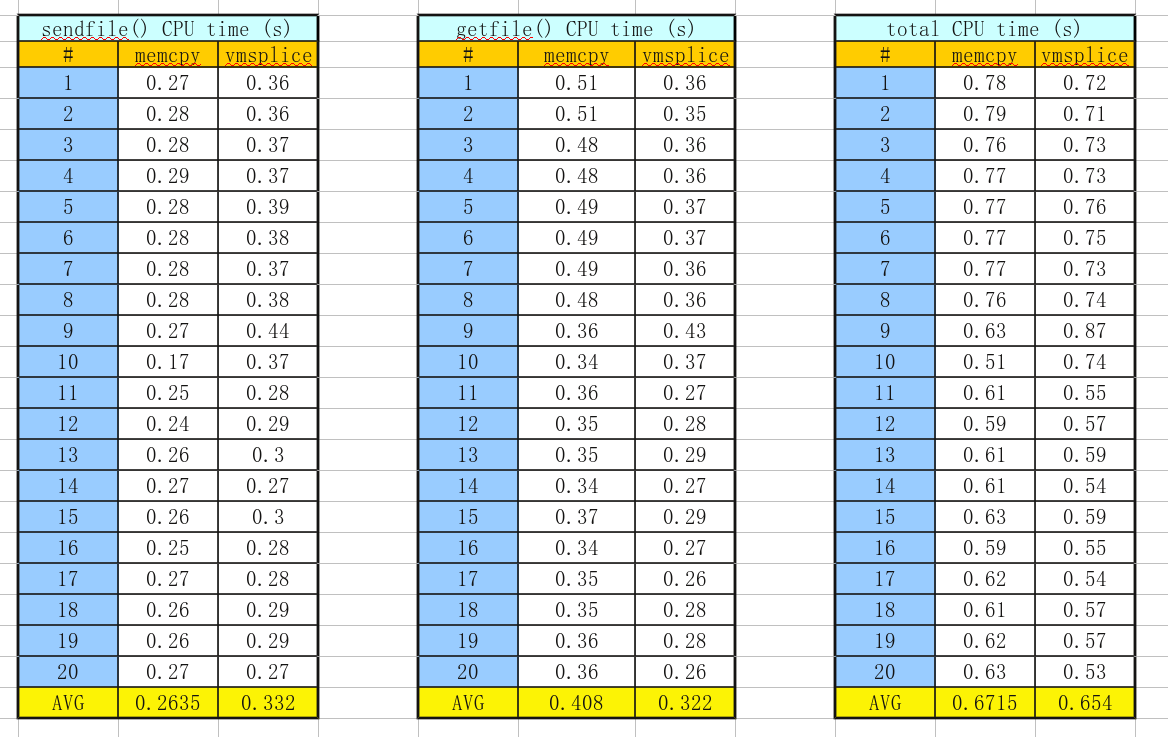 sendfile() CPU time (s) getfile() CPU time (s) total CPU time (s)
# memcpy vmsplice # memcpy vmsplice # memcpy vmsplice
1 0.27 0.36 1 0.51 0.36 1 0.78 0.72
2 0.28 0.36 2 0.51 0.35 2 0.79 0.71
3 0.28 0.37 3 0.48 0.36 3 0.76 0.73
4 0.29 0.37 4 0.48 0.36 4 0.77 0.73
5 0.28 0.39 5 0.49 0.37 5 0.77 0.76
6 0.28 0.38 6 0.49 0.37 6 0.77 0.75
7 0.28 0.37 7 0.49 0.36 7 0.77 0.73
8 0.28 0.38 8 0.48 0.36 8 0.76 0.74
9 0.27 0.44 9 0.36 0.43 9 0.63 0.87
10 0.17 0.37 10 0.34 0.37 10 0.51 0.74
11 0.25 0.28 11 0.36 0.27 11 0.61 0.55
12 0.24 0.29 12 0.35 0.28 12 0.59 0.57
13 0.26 0.3 13 0.35 0.29 13 0.61 0.59
14 0.27 0.27 14 0.34 0.27 14 0.61 0.54
15 0.26 0.3 15 0.37 0.29 15 0.63 0.59
16 0.25 0.28 16 0.34 0.27 16 0.59 0.55
17 0.27 0.28 17 0.35 0.26 17 0.62 0.54
18 0.26 0.29 18 0.35 0.28 18 0.61 0.57
19 0.26 0.29 19 0.36 0.28 19 0.62 0.57
20 0.27 0.27 20 0.36 0.26 20 0.63 0.53
AVG 0.2635 0.332 AVG 0.408 0.322 AVG 0.6715 0.654